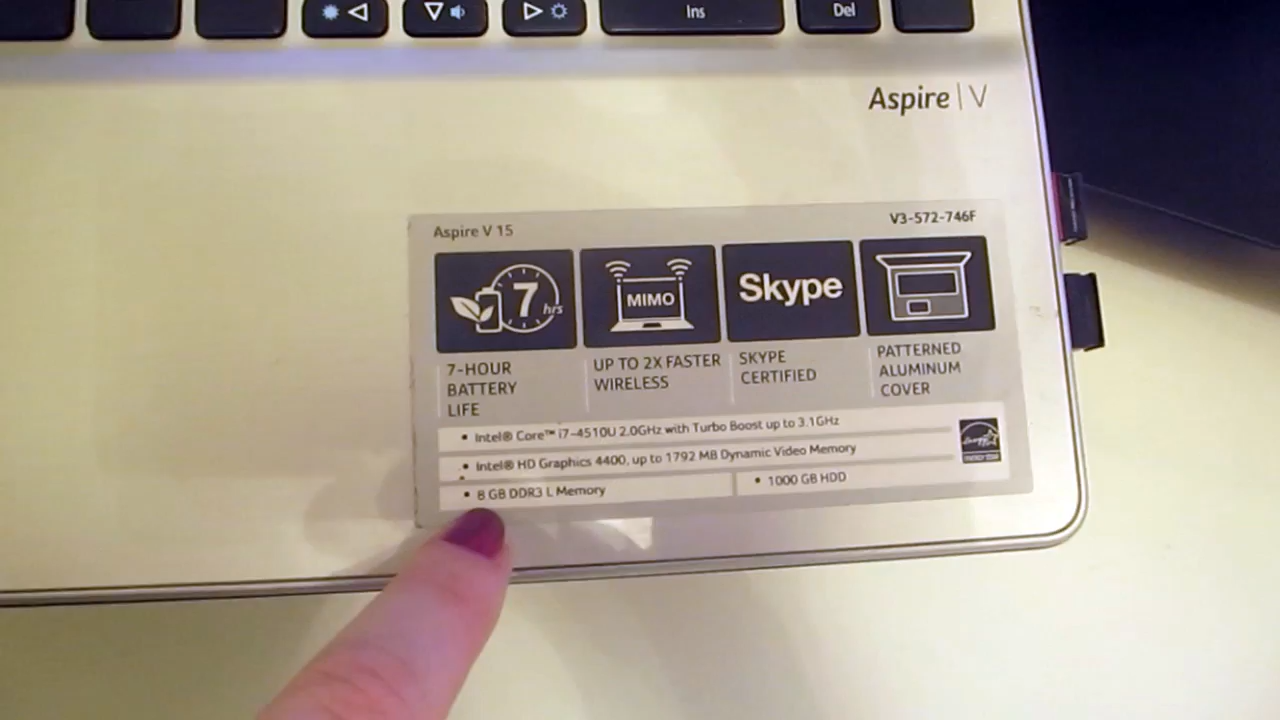 Ins
Del
Aspire | V
Aspire V 15
V3-572-746F
7 hrs
MIMO
Skype
7-HOUR
BATTERY
LIFE
UP TO 2X FASTER
WIRELESS
SKYPE
CERTIFIED
PATTERNED
ALUMINUM
COVER
• Intel® Core™ i7-4510U 2.0GHz with Turbo Boost up to 3.1GHz
• Intel® HD Graphics 4400, up to 1792 MB Dynamic Video Memory
• 8 GB DDR3 L Memory
• 1000 GB HDD
ENERGY STAR